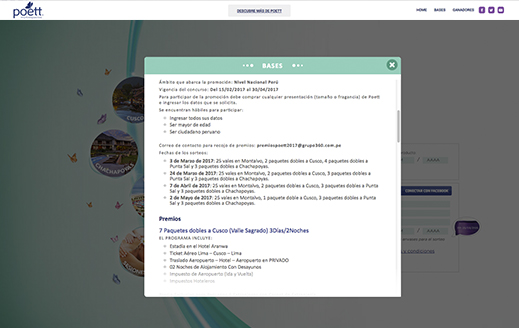 poett
DESCUBRE MÁS DE POETT
HOME
BASES
GANADORES
BASES
Ámbito que abarca la promoción: Nivel Nacional Perú
Vigencia del concurso: Del 15/02/2017 al 30/04/2017
Para participar de la promoción debe comprar cualquier presentación (tamaño o fragancia) de Poett
e ingresar los datos que se solicita.
Se encuentran hábiles para participar:
Ingresar todos sus datos
Ser mayor de edad
Ser ciudadano peruano
Correo de contacto para recojo de premios: premiospoett2017@grupo360.com.pe
Fechas de los sorteos:
3 de Marzo de 2017: 25 vales en Montalvo, 2 paquetes dobles a Cusco, 4 paquetes dobles a
Punta Sal y 3 paquetes dobles a Chachapoyas.
24 de Marzo de 2017: 25 vales en Montalvo, 2 paquetes dobles a Cusco, 3 paquetes dobles a
Punta Sal y 3 paquetes dobles a Chachapoyas.
7 de Abril de 2017: 25 vales en Montalvo, 2 paquetes dobles a Cusco, 3 paquetes dobles a Punta
Sal y 3 paquetes dobles a Chachapoyas.
2 de Mayo de 2017: 25 vales en Montalvo, 1 paquete doble a Cusco, 3 paquetes dobles a Punta
Sal y 3 paquetes dobles a Chachapoyas.
Premios
7 Paquetes dobles a Cusco (Valle Sagrado) 3Días/2Noches
EL PROGRAMA INCLUYE:
Estadía en el Hotel Aranwa
Ticket Aéreo Lima – Cusco – Lima
Traslado Aeropuerto – Hotel – Aeropuerto en PRIVADO
02 Noches de Alojamiento Con Desayunos
Impuesto de Aeropuerto (Ida y Vuelta)
Impuestos Hoteleros
CUSCO
CHACHAPOYAS
AAAA
AAAA
CONECTAR CON FACEBOOK